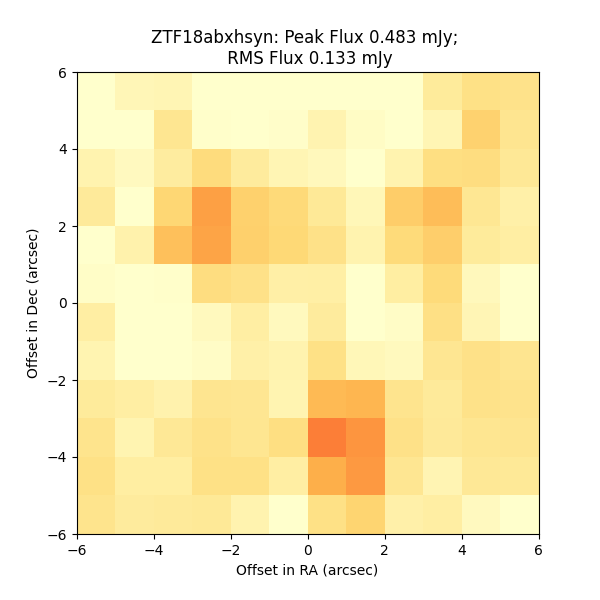 ZTF18abxhsyn: Peak Flux 0.483 mJy;
RMS Flux 0.133 mJy
6
4
2
0
−2
−4
−6
Offset in Dec (arcsec)
−6 −4 −2 0 2 4 6
Offset in RA (arcsec)